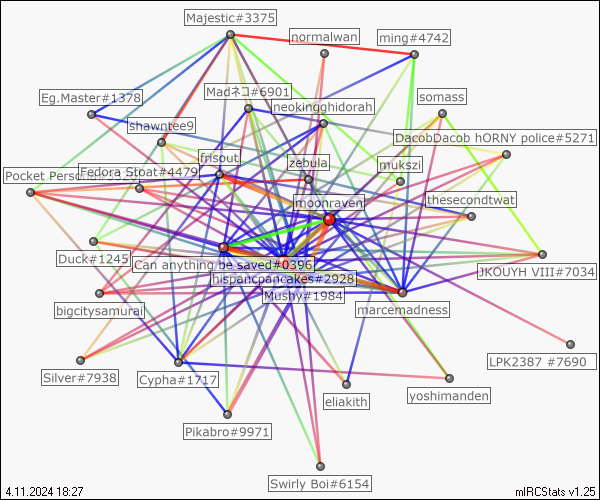 Majestic#3375
normalwan
ming#4742
Eg.Master#1378
Madネコ#6901
somass
neokingghidorah
shawntee9
DacobDacob hORNY police#5271
frisout
zebula
mukszi
Pocket Pers
Fedora Stoat#4479
moonraven
thesecondtwat
Duck#1245
Can anything be saved#0396
JKOUYH VIII#7034
hispancpancakes#2928
Mushy#1984
bigcitysamurai
marcemadness
LPK2387 #7690
Silver#7938
Cypha#1717
eliakith
yoshimanden
Pikabro#9971
Swirly Boi#6154
4.11.2024 18:27
mIRCStats v1.25